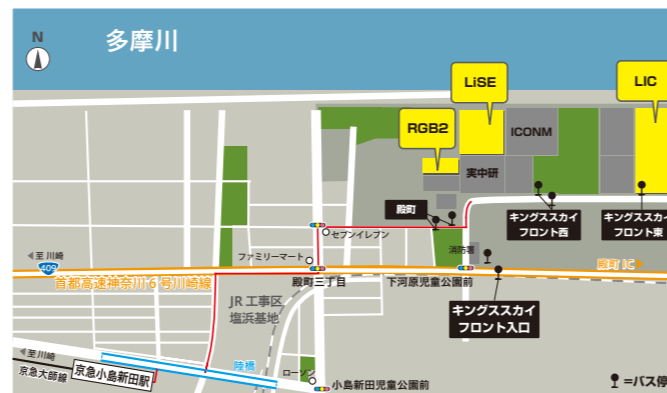 N
多摩川
LiSE
LIC
RGB2
ICONM
実中研
殿町
キングススカイ
フロント西
キングススカイ
フロント東
セブンイレブン
消防署
至 川崎
409
ファミリーマート
殿町 IC
首都高速神奈川 6 号川崎線
殿町三丁目
下河原児童公園前
JR 工事区
塩浜基地
キングススカイ
フロント入口
至川崎
京急大師線
京急小島新田駅
陸橋
ローソン
小島新田児童公園前
=バス停